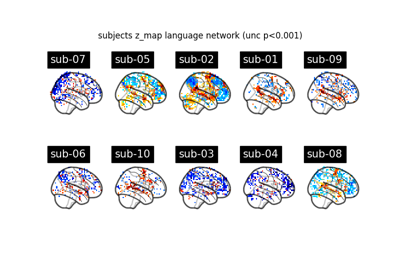 subjects z_map language network (unc p<0.001)
sub-07 sub-05 sub-02 sub-01 sub-09
sub-06 sub-10 sub-03 sub-04 sub-08